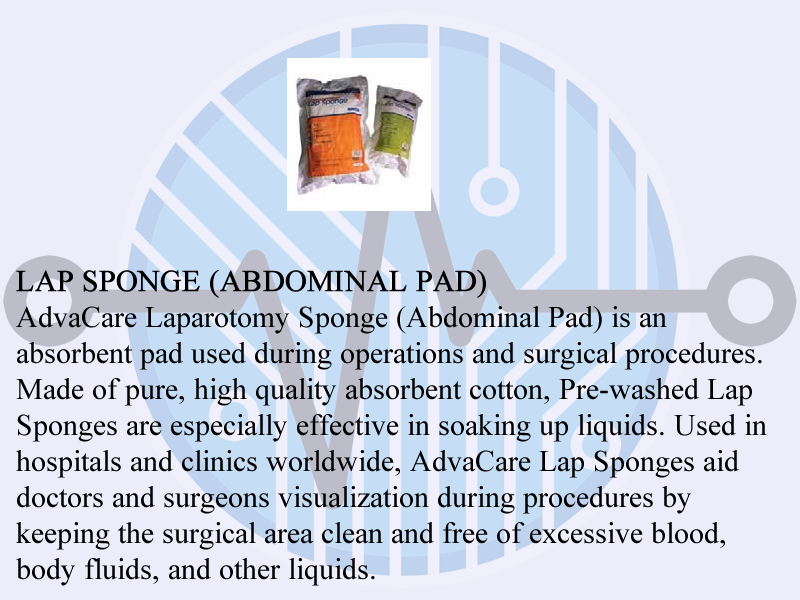 Lap Sponge
Lap Sponge
LAP SPONGE (ABDOMINAL PAD)
AdvaCare Laparotomy Sponge (Abdominal Pad) is an
absorbent pad used during operations and surgical procedures.
Made of pure, high quality absorbent cotton, Pre-washed Lap
Sponges are especially effective in soaking up liquids. Used in
hospitals and clinics worldwide, AdvaCare Lap Sponges aid
doctors and surgeons visualization during procedures by
keeping the surgical area clean and free of excessive blood,
body fluids, and other liquids.